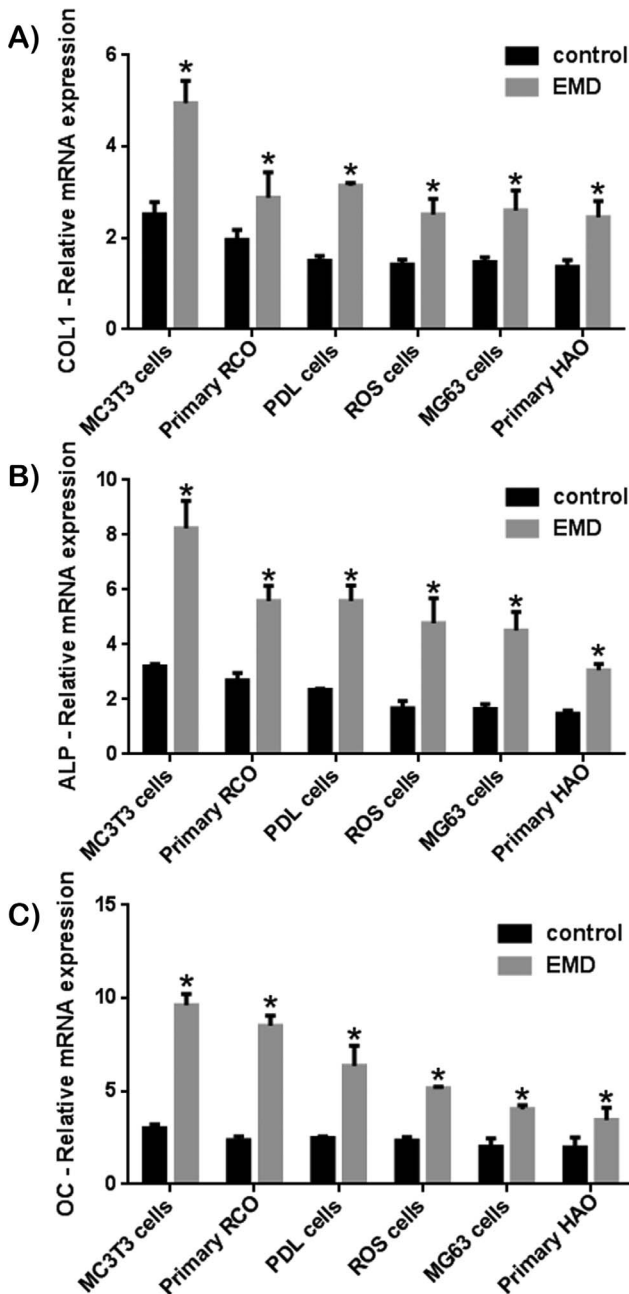 A)
COL1 - Relative mRNA expression
6
4
2
0
control
EMD
*
*
*
*
*
*
MC3T3 cells
Primary RCO
PDL cells
ROS cells
MG63 cells
Primary HAO
B)
ALP - Relative mRNA expression
10
8
6
4
2
0
control
EMD
*
*
*
*
*
*
MC3T3 cells
Primary RCO
PDL cells
ROS cells
MG63 cells
Primary HAO
C)
OC - Relative mRNA expression
15
10
5
0
control
EMD
*
*
*
*
*
*
MC3T3 cells
Primary RCO
PDL cells
ROS cells
MG63 cells
Primary HAO